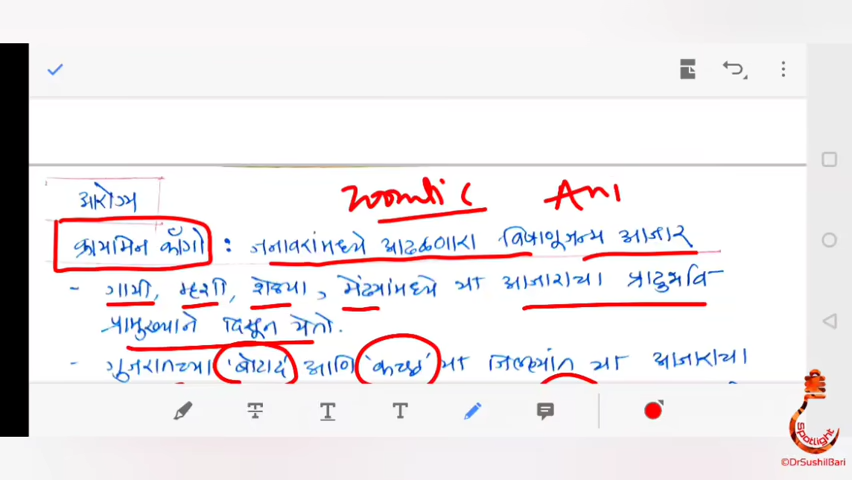 zoontic Ani
आरोग्य
क्रायमिन काँगो : जनावरांमध्ये आढळणारा विषाणूजन्य आजार
- गायी, म्हशी, शेळ्या, मेंढ्यांमध्ये या आजाराचा प्रादुर्भाव
प्रामुख्याने दिसून येतो.
- गुजरातच्या 'बोटाद' आणि 'कच्छ' या जिल्ह्यांत या आजाराचा
T T T
Spotlight
©DrSushilBari